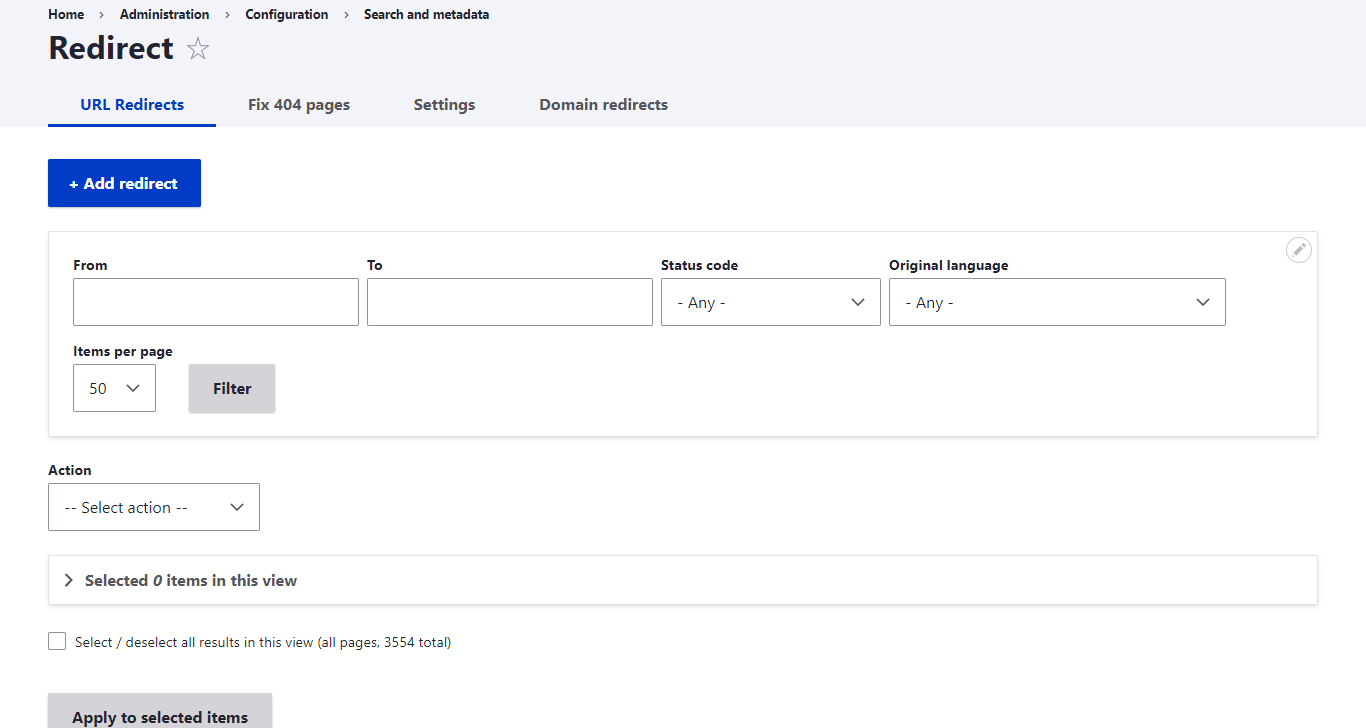 Home › Administration › Configuration › Search and metadata
Redirect
URL Redirects Fix 404 pages Settings Domain redirects
+ Add redirect
From To Status code Original language
- Any - - Any -
Items per page
50 Filter
Action
-- Select action --
Selected 0 items in this view
Select / deselect all results in this view (all pages, 3554 total)
Apply to selected items